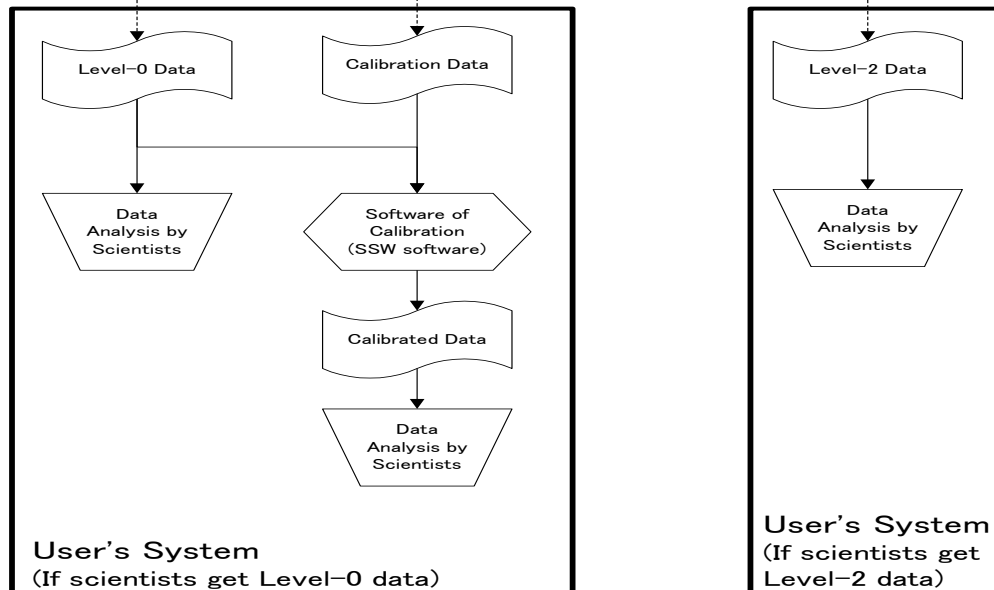 Level-0 Data
Calibration Data
Data
Analysis by
Scientists
Software of
Calibration
(SSW software)
Calibrated Data
Data
Analysis by
Scientists
User's System
(If scientists get Level-0 data)
Level-2 Data
Data
Analysis by
Scientists
User's System
(If scientists get
Level-2 data)